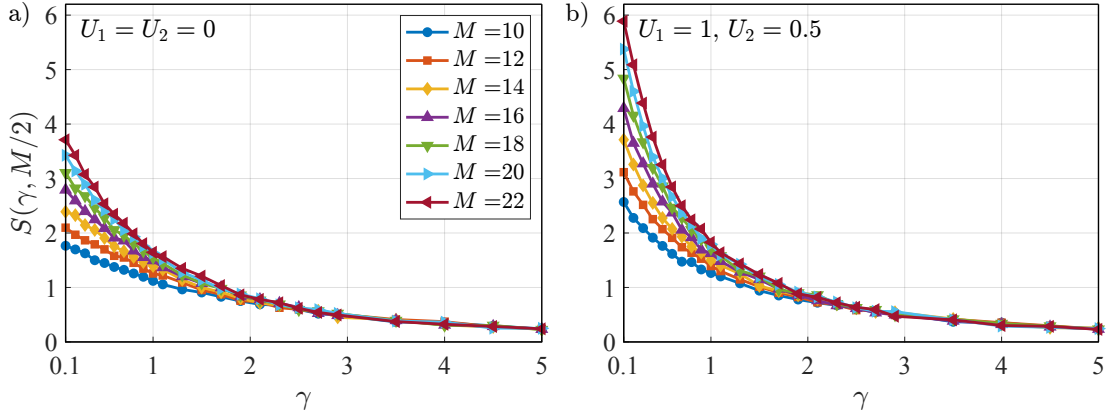 a)
U₁ = U₂ = 0
S(γ, M/2)
6
5
4
3
2
1
0
M =10
M =12
M =14
M =16
M =18
M =20
M =22
0.1
1
2
3
4
5
γ
b)
U₁ = 1, U₂ = 0.5
6
5
4
3
2
1
0
0.1
1
2
3
4
5
γ